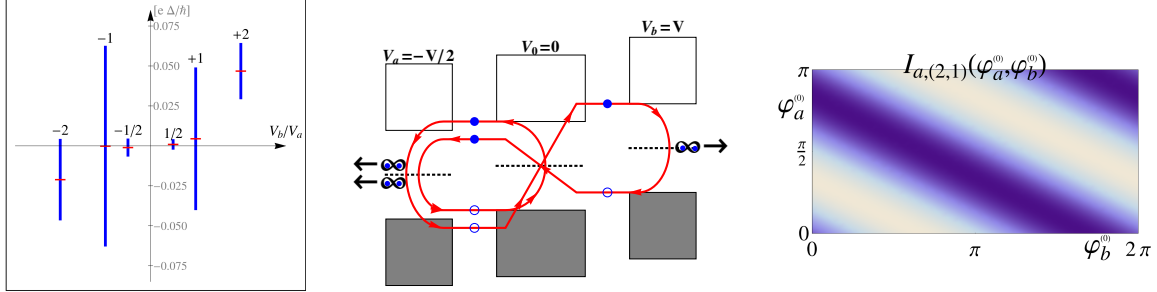 [e Δ/ℏ]
0.075
0.05
0.025
−0.025
−0.050
−0.075
−2
−1
−1/2
1/2
+1
+2
V_b/V_a
V_a=−V/2
V_0=0
V_b=V
I_{a,(2,1)}(φ_a^{(0)},φ_b^{(0)})
π
φ_a^{(0)}
π/2
0
0
π
φ_b^{(0)}
2 π